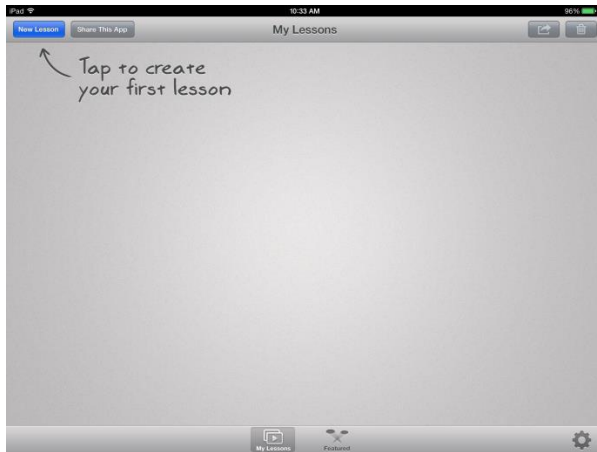 iPad 10:33 AM 96%
New Lesson Share This App My Lessons
Tap to create
your first lesson
My Lessons Featured